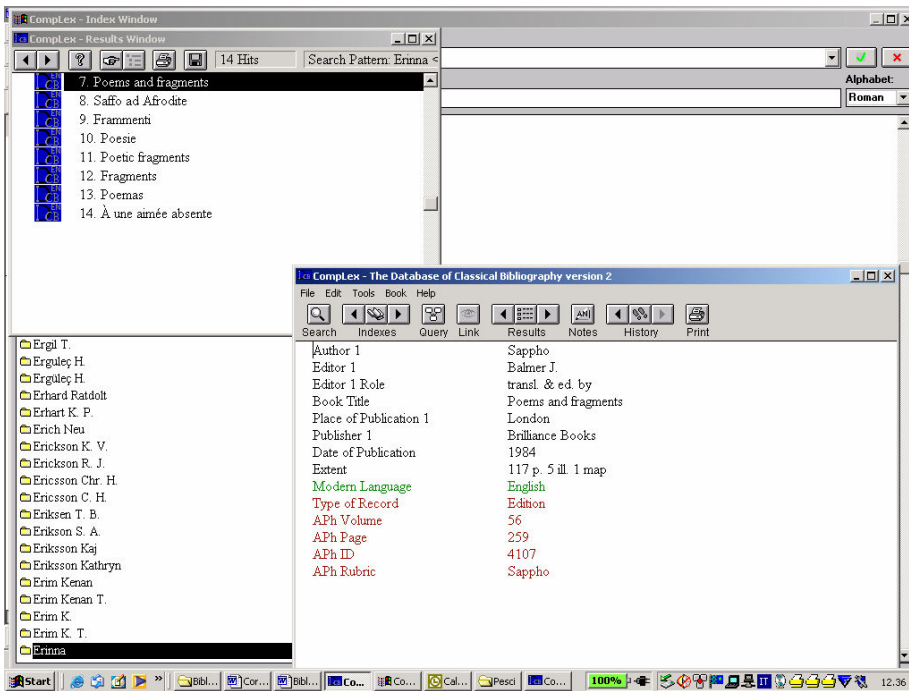 CompLex - Index Window
CompLex - Results Window
14 Hits
Search Pattern: Erinna <
Alphabet:
Roman
7. Poems and fragments
8. Saffo ad Afrodite
9. Frammenti
10. Poesie
11. Poetic fragments
12. Fragments
13. Poemas
14. À une aimée absente
CompLex - The Database of Classical Bibliography version 2
File Edit Tools Book Help
Search Indexes Query Link Results Notes History Print
Author 1 Sappho
Editor 1 Balmer J.
Editor 1 Role transl. & ed. by
Book Title Poems and fragments
Place of Publication 1 London
Publisher 1 Brilliance Books
Date of Publication 1984
Extent 117 p. 5 ill. 1 map
Modern Language English
Type of Record Edition
APh Volume 56
APh Page 259
APh ID 4107
APh Rubric Sappho
Ergil T.
Erguleç H.
Ergüleç H.
Erhard Ratdolt
Erhart K. P.
Erich Neu
Erickson K. V.
Erickson R. J.
Ericsson Chr. H.
Ericsson C. H.
Eriksen T. B.
Erikson S. A.
Eriksson Kaj
Eriksson Kathryn
Erim Kenan
Erim Kenan T.
Erim K.
Erim K. T.
Erinna
Start
Bibl...
Cor...
Bibl...
Co...
Co...
Cal...
Pesci
Co...
100%
12.36